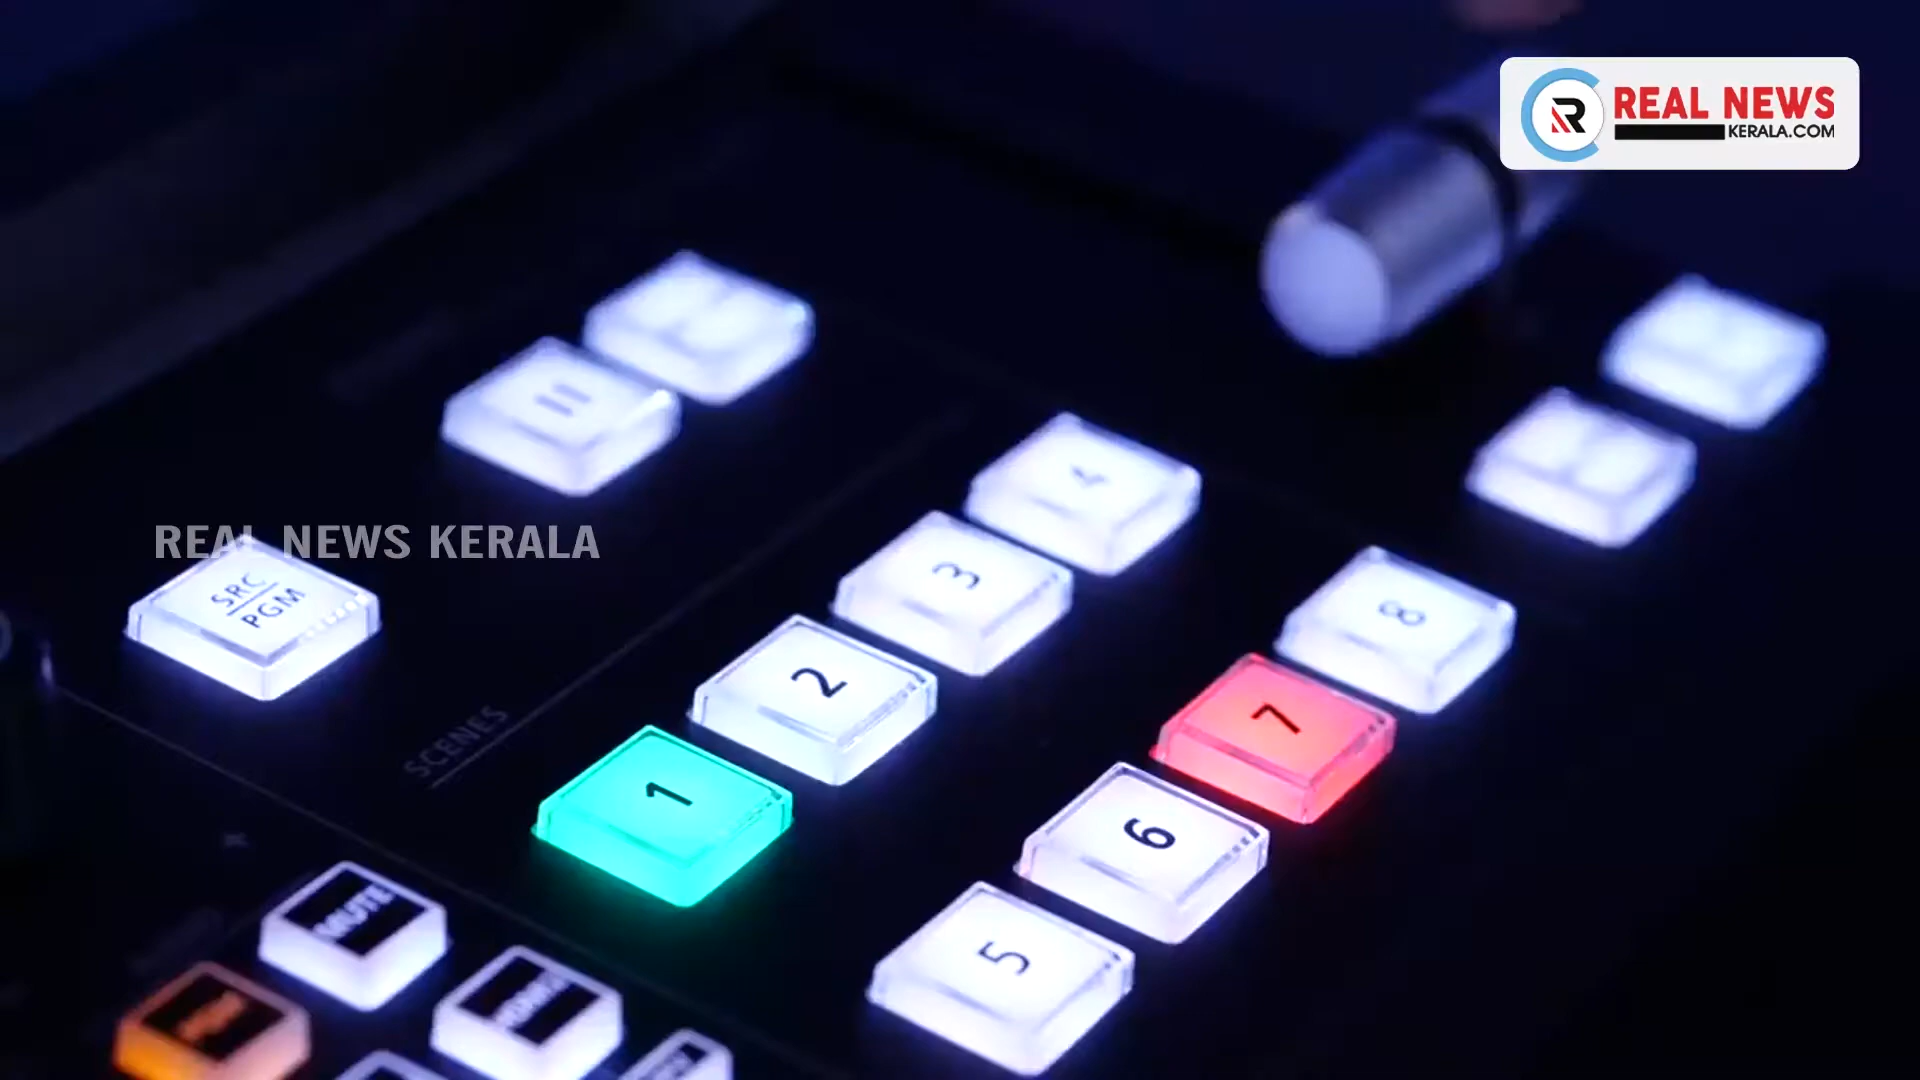 REAL NEWS
KERALA.COM
REAL NEWS KERALA
SRC
PGM
SCENES
4
3
2
1
8
7
6
5
MUTE